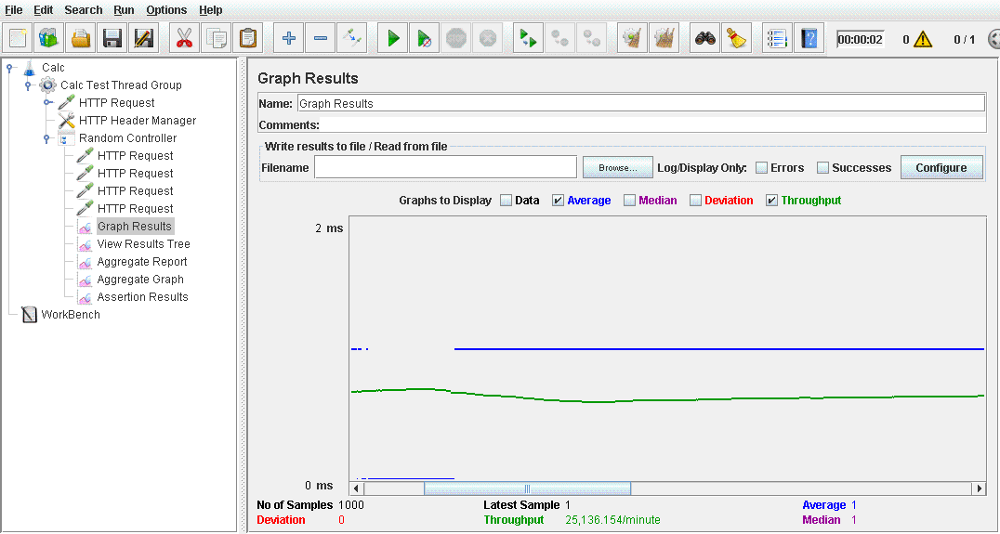 File Edit Search Run Options Help
00:00:02 0 0 / 1
Calc
Calc Test Thread Group
HTTP Request
HTTP Header Manager
Random Controller
HTTP Request
HTTP Request
HTTP Request
HTTP Request
Graph Results
View Results Tree
Aggregate Report
Aggregate Graph
Assertion Results
WorkBench
Graph Results
Name: Graph Results
Comments:
Write results to file / Read from file
Filename Browse... Log/Display Only: Errors Successes Configure
Graphs to Display Data Average Median Deviation Throughput
2 ms
0 ms
No of Samples 1000 Latest Sample 1 Average 1
Deviation 0 Throughput 25,136.154/minute Median 1